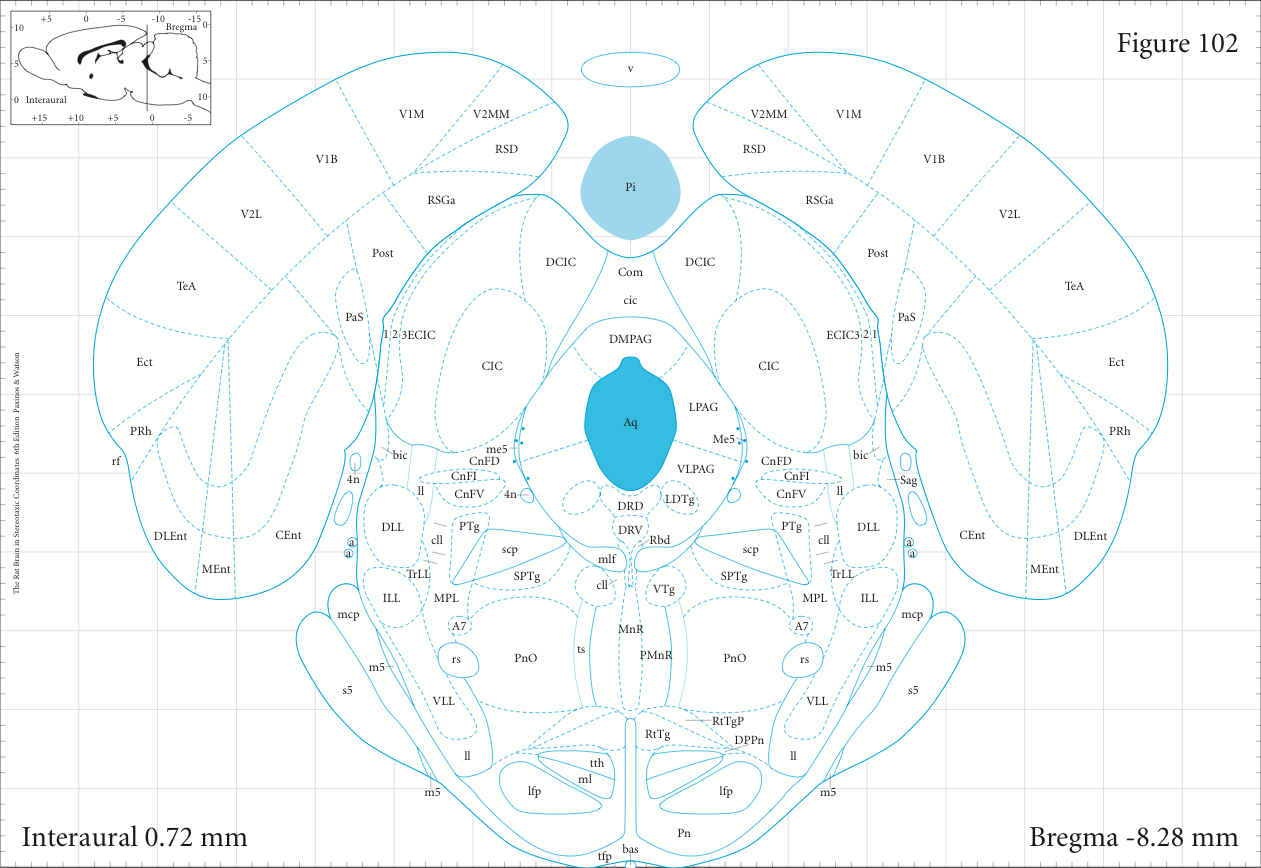 +5 0 -5 -10 -15
Bregma
10 0
5 5
0 10
Interaural
+15 +10 +5 0 -5
Figure 102
v
V1M V2MM V2MM V1M
RSD RSD
V1B V1B
Pi
RSGa RSGa
V2L V2L
Post Post
DCIC DCIC
Com
TeA TeA
cic
PaS PaS
1 2 3 ECIC ECIC 3 2 1
DMPAG
Ect Ect
CIC CIC
LPAG
Aq
PRh PRh
Me5
me5
rf
bic bic
CnFD CnFD
VLPAG
CnFI CnFI
4n Sag
ll ll
CnFV CnFV
4n
LDTg
DRD
DLL PTg PTg DLL
DRV
DLEnt CEnt CEnt DLEnt
cll Rbd cll
a a
a a
scp scp
mlf
MEnt MEnt
TrLL SPTg SPTg TrLL
cll VTg
ILL MPL MPL ILL
mcp mcp
A7 A7
MnR
ts PMnR
rs PnO PnO rs
m5 m5
s5 s5
VLL VLL
RtTgP
RtTg
DPPn
ll ll
tth
ml
m5 lfp lfp m5
Pn
bas
tfp
Interaural 0.72 mm
Bregma -8.28 mm
The Rat Brain in Stereotaxic Coordinates 6th Edition Paxinos & Watson